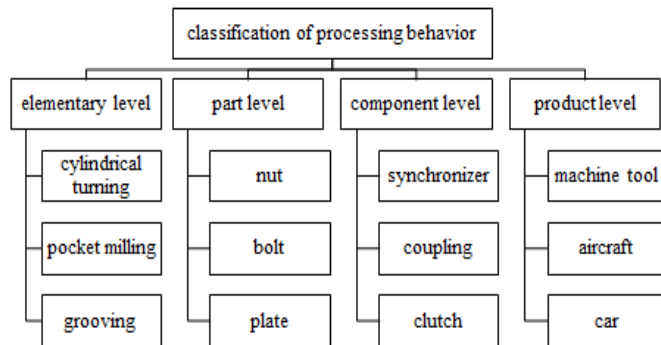 classification of processing behavior
elementary level
part level
component level
product level
cylindrical
turning
nut
synchronizer
machine tool
pocket milling
bolt
coupling
aircraft
grooving
plate
clutch
car